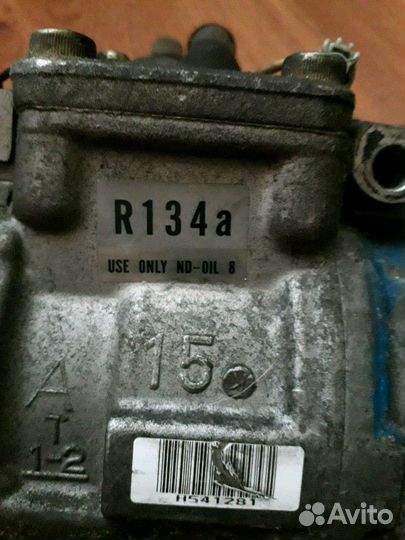 R134a
USE ONLY ND-OIL 8
15
A
T
1-2
H541281
Avito